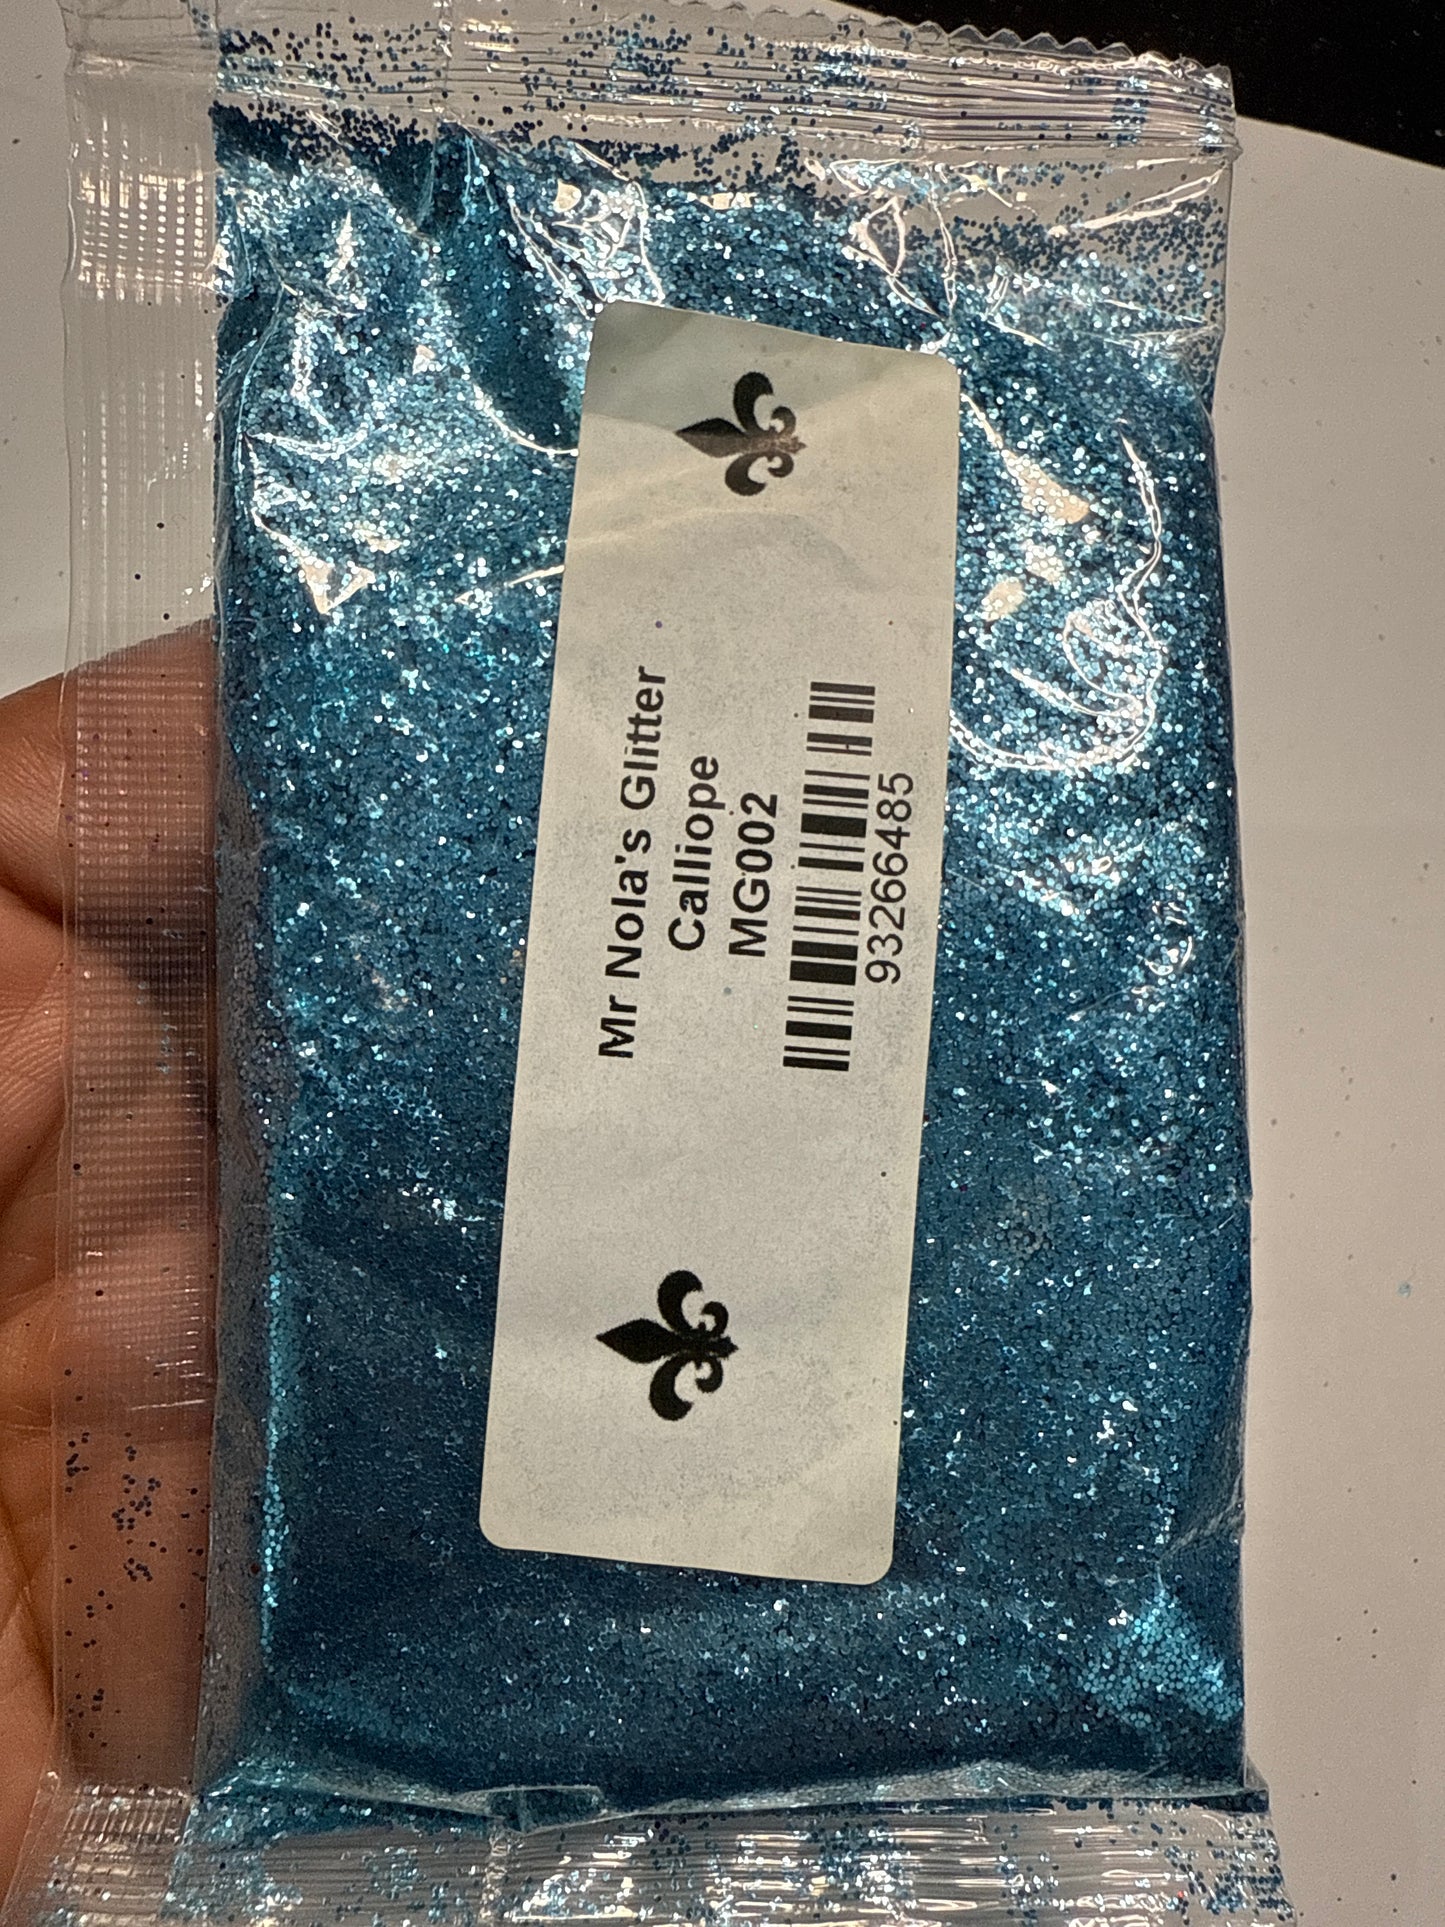 Mr Nola's Glitter
Calliope
MG002
93266485